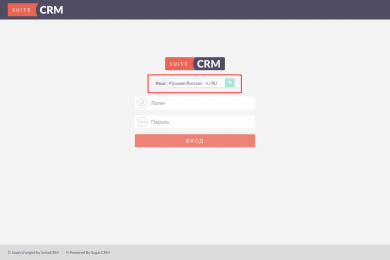 SUITE CRM
SUITE CRM
Язык: Русский (Russian) - ru_RU
Логин
Пароль
ВХОД
© Supercharged by SuiteCRM © Powered By SugarCRM